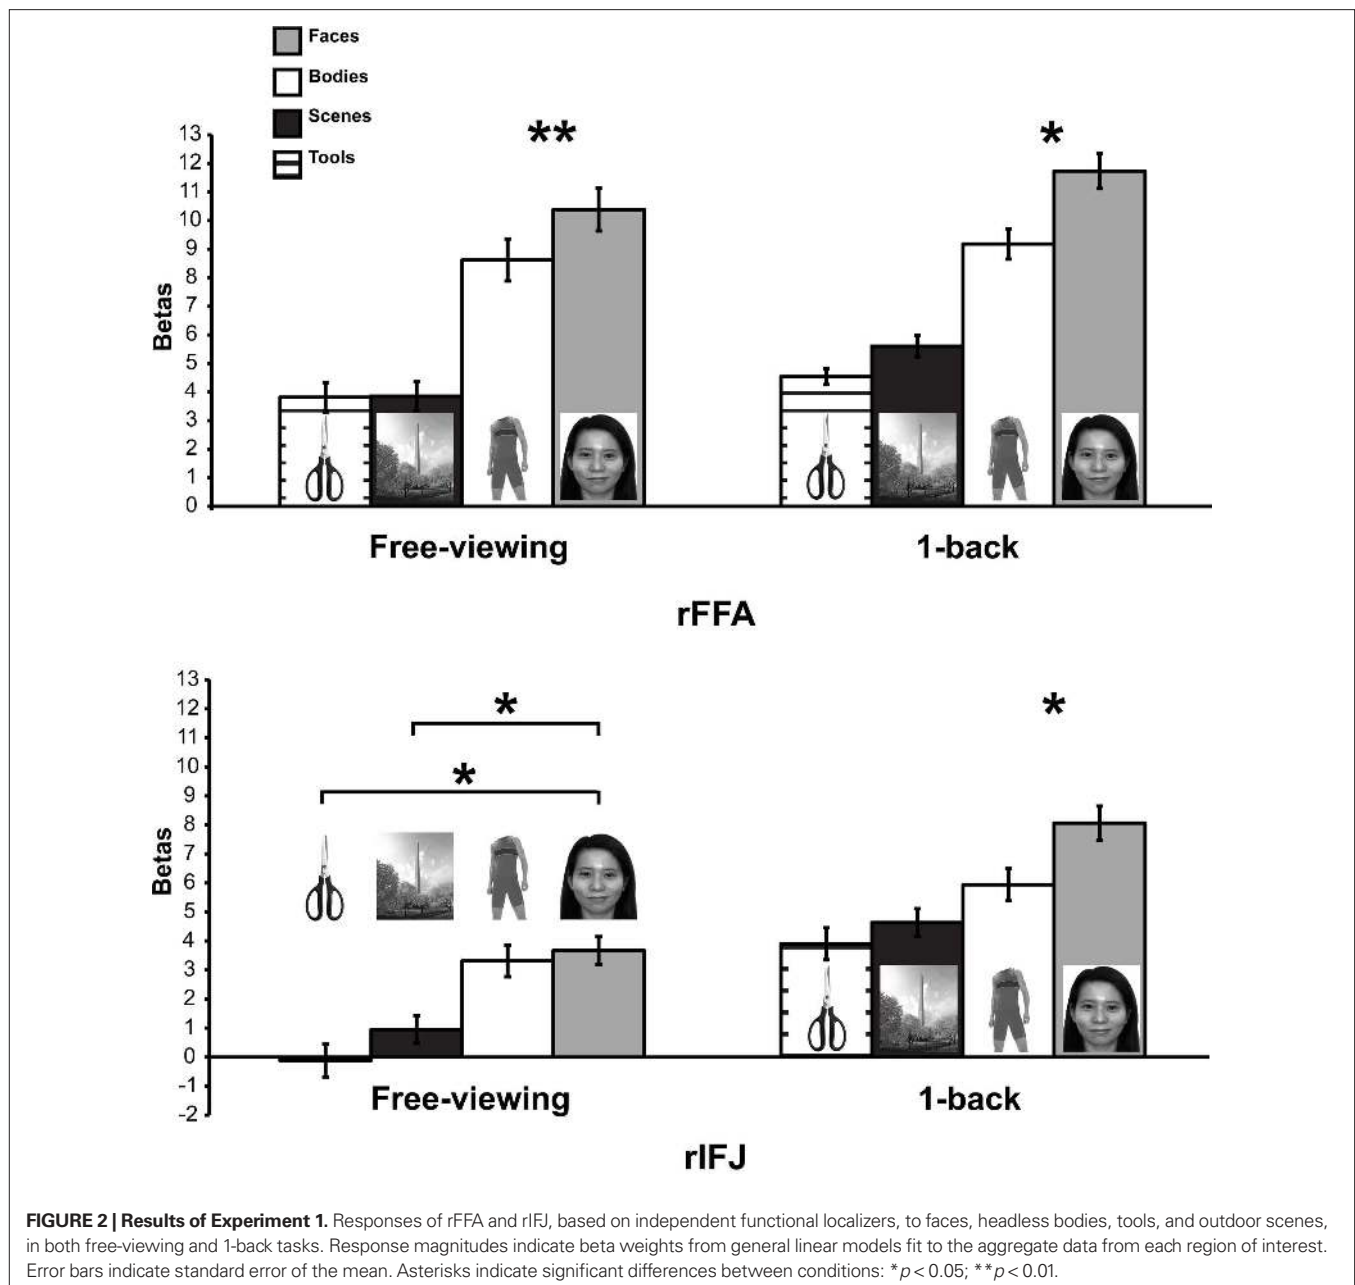 Faces
Bodies
Scenes
Tools
** *
13
12
11
10
9
8
7
6
5
4
3
2
1
0
Betas
Free-viewing 1-back
rFFA
13
12
11
10
9
8
7
6
5
4
3
2
1
0
-1
-2
Betas
* *
*
Free-viewing 1-back
rIFJ
FIGURE 2 | Results of Experiment 1. Responses of rFFA and rIFJ, based on independent functional localizers, to faces, headless bodies, tools, and outdoor scenes,
in both free-viewing and 1-back tasks. Response magnitudes indicate beta weights from general linear models fit to the aggregate data from each region of interest.
Error bars indicate standard error of the mean. Asterisks indicate significant differences between conditions: *p < 0.05; **p < 0.01.